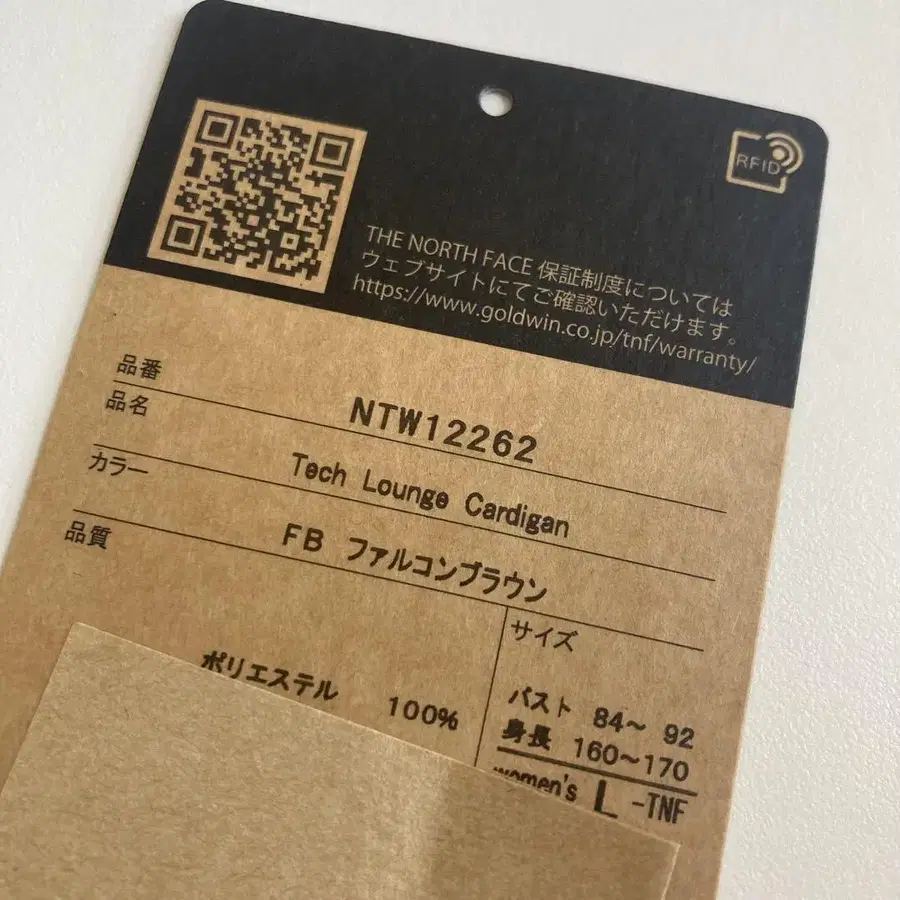 RFID
THE NORTH FACE 保証制度については
ウェブサイトにてご確認いただけます。
https://www.goldwin.co.jp/tnf/warranty/
品番
NTW12262
品名
Tech Lounge Cardigan
カラー
FB ファルコンブラウン
品質
ポリエステル 100%
サイズ
バスト 84～ 92
身長 160～170
women's L -TNF